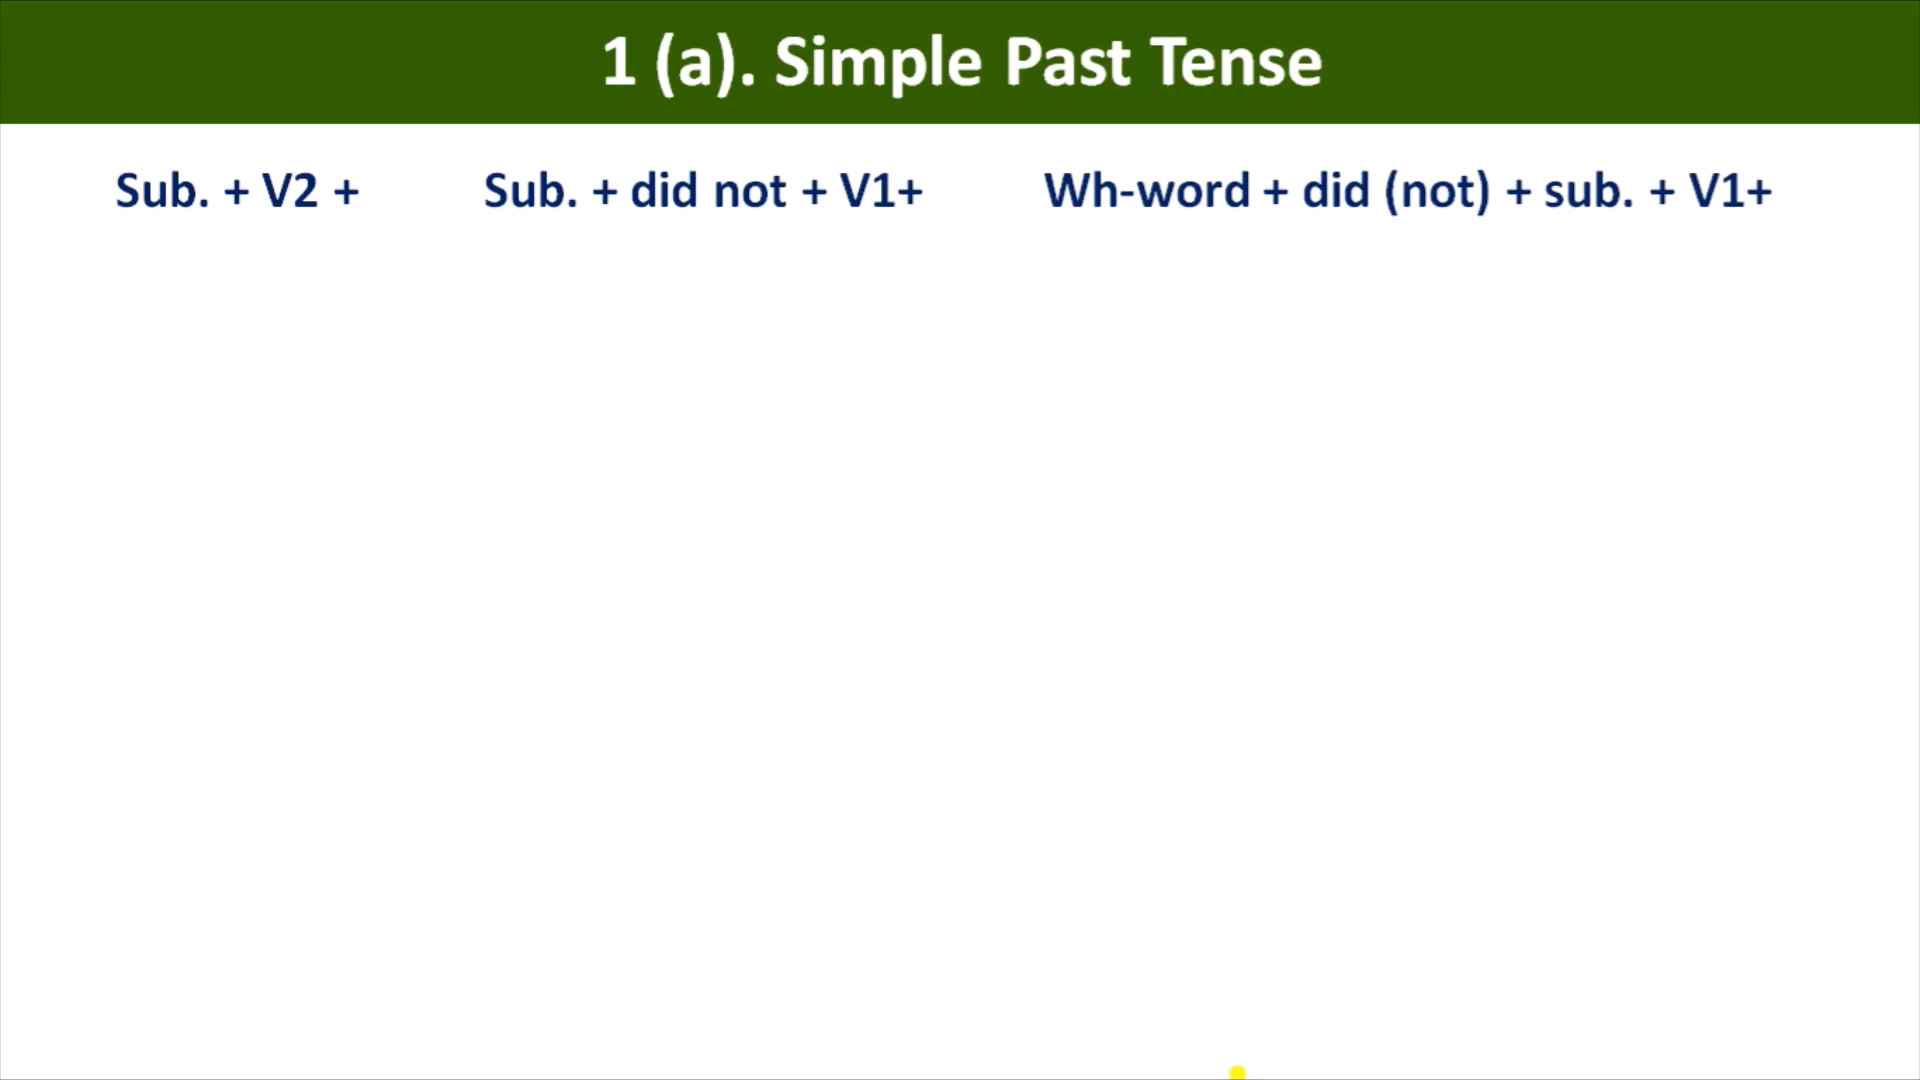 1 (a). Simple Past Tense
Sub. + V2 + Sub. + did not + V1+ Wh-word + did (not) + sub. + V1+